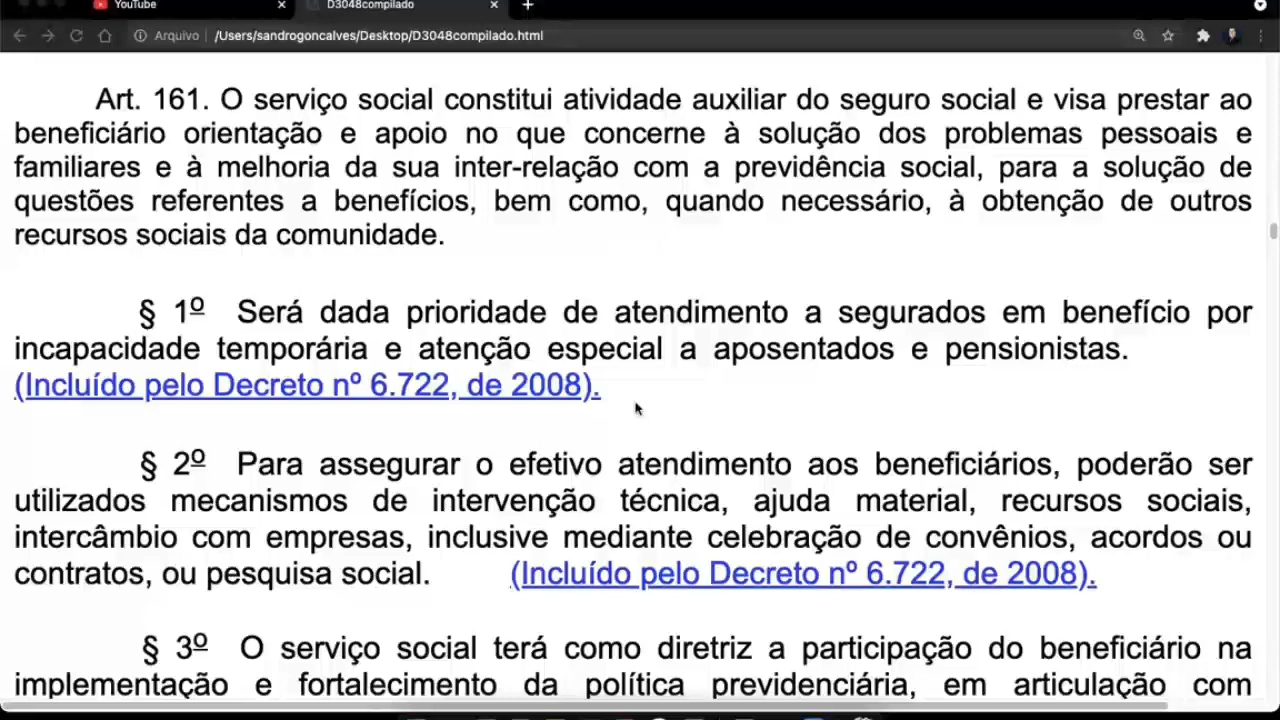 YouTube
D3048compilado
Arquivo /Users/sandrogoncalves/Desktop/D3048compilado.html
Art. 161. O serviço social constitui atividade auxiliar do seguro social e visa prestar ao
beneficiário orientação e apoio no que concerne à solução dos problemas pessoais e
familiares e à melhoria da sua inter-relação com a previdência social, para a solução de
questões referentes a benefícios, bem como, quando necessário, à obtenção de outros
recursos sociais da comunidade.
§ 1º Será dada prioridade de atendimento a segurados em benefício por
incapacidade temporária e atenção especial a aposentados e pensionistas.
(Incluído pelo Decreto nº 6.722, de 2008).
§ 2º Para assegurar o efetivo atendimento aos beneficiários, poderão ser
utilizados mecanismos de intervenção técnica, ajuda material, recursos sociais,
intercâmbio com empresas, inclusive mediante celebração de convênios, acordos ou
contratos, ou pesquisa social. (Incluído pelo Decreto nº 6.722, de 2008).
§ 3º O serviço social terá como diretriz a participação do beneficiário na
implementação e fortalecimento da política previdenciária, em articulação com